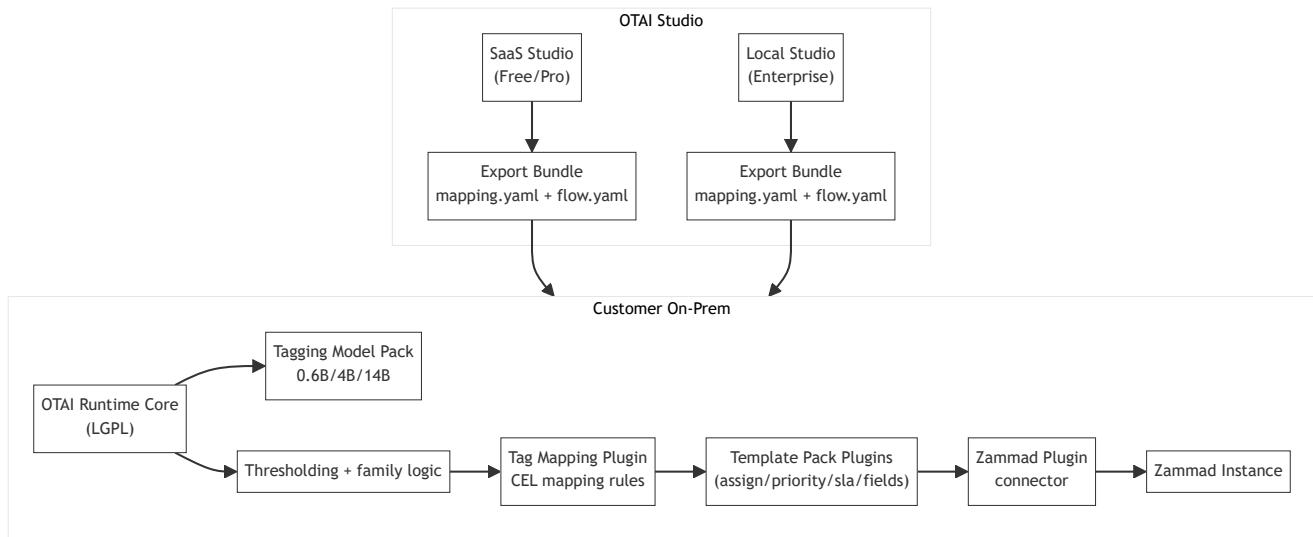 OTAI Studio
SaaS Studio
(Free/Pro)
Local Studio
(Enterprise)
Export Bundle
mapping.yaml + flow.yaml
Export Bundle
mapping.yaml + flow.yaml
Customer On-Prem
Tagging Model Pack
0.6B/4B/14B
OTAI Runtime Core
(LGPL)
Thresholding + family logic
Tag Mapping Plugin
CEL mapping rules
Template Pack Plugins
(assign/priority/sla/fields)
Zammad Plugin
connector
Zammad Instance